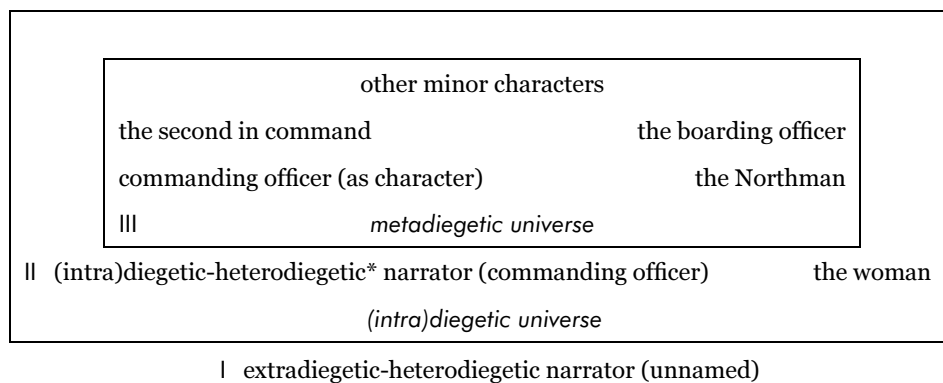 other minor characters
the second in command the boarding officer
commanding officer (as character) the Northman
III metadiegetic universe
II (intra)diegetic-heterodiegetic* narrator (commanding officer) the woman
(intra)diegetic universe
I extradiegetic-heterodiegetic narrator (unnamed)